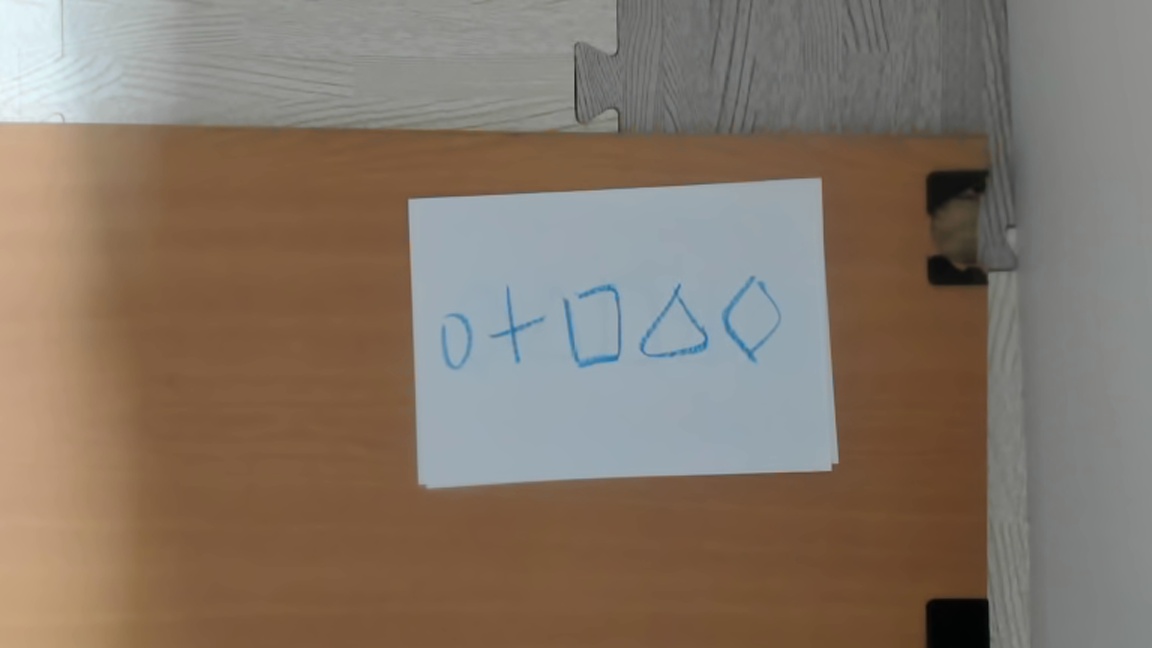 O + □ △ ◇